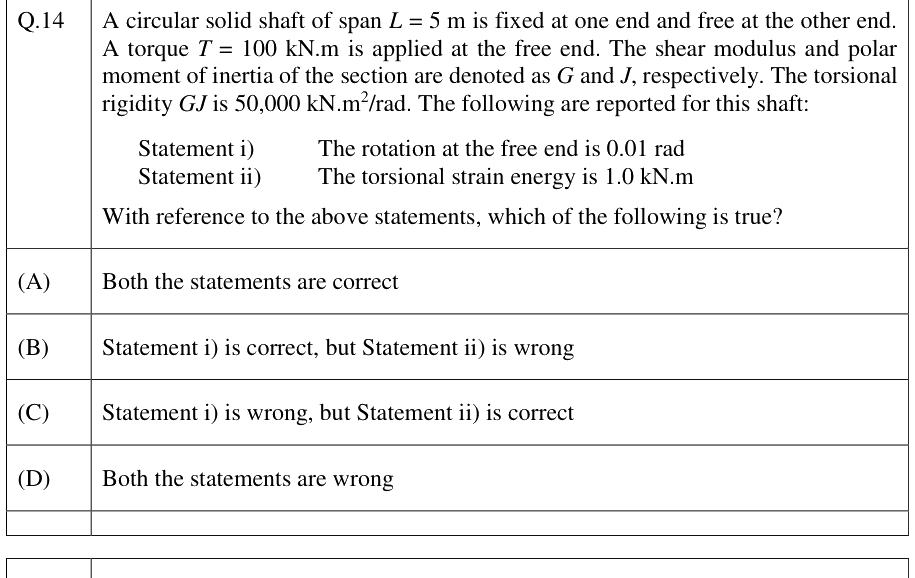 Q.14 A circular solid shaft of span L = 5 m is fixed at one end and free at the other end.
A torque T = 100 kN.m is applied at the free end. The shear modulus and polar
moment of inertia of the section are denoted as G and J, respectively. The torsional
rigidity GJ is 50,000 kN.m²/rad. The following are reported for this shaft:
Statement i) The rotation at the free end is 0.01 rad
Statement ii) The torsional strain energy is 1.0 kN.m
With reference to the above statements, which of the following is true?
(A) Both the statements are correct
(B) Statement i) is correct, but Statement ii) is wrong
(C) Statement i) is wrong, but Statement ii) is correct
(D) Both the statements are wrong